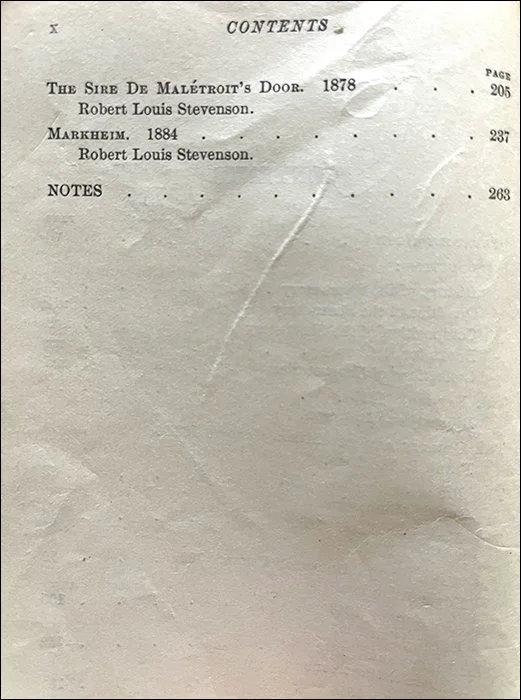 x CONTENTS
PAGE
The Sire De Malétroit's Door. 1878 . . . 205
Robert Louis Stevenson.
Markheim. 1884 . . . . . . . . 237
Robert Louis Stevenson.
NOTES . . . . . . . . . . . 263